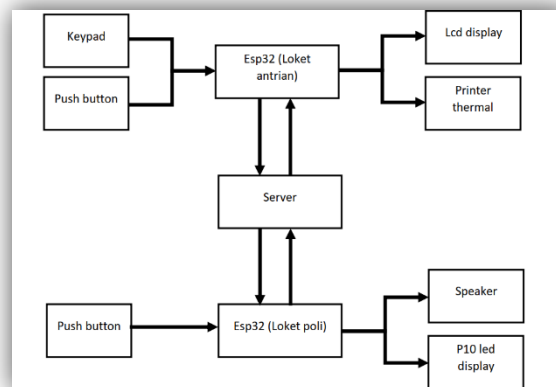 Keypad
Push button
Esp32 (Loket
antrian)
Lcd display
Printer
thermal
Server
Push button
Esp32 (Loket poli)
Speaker
P10 led
display